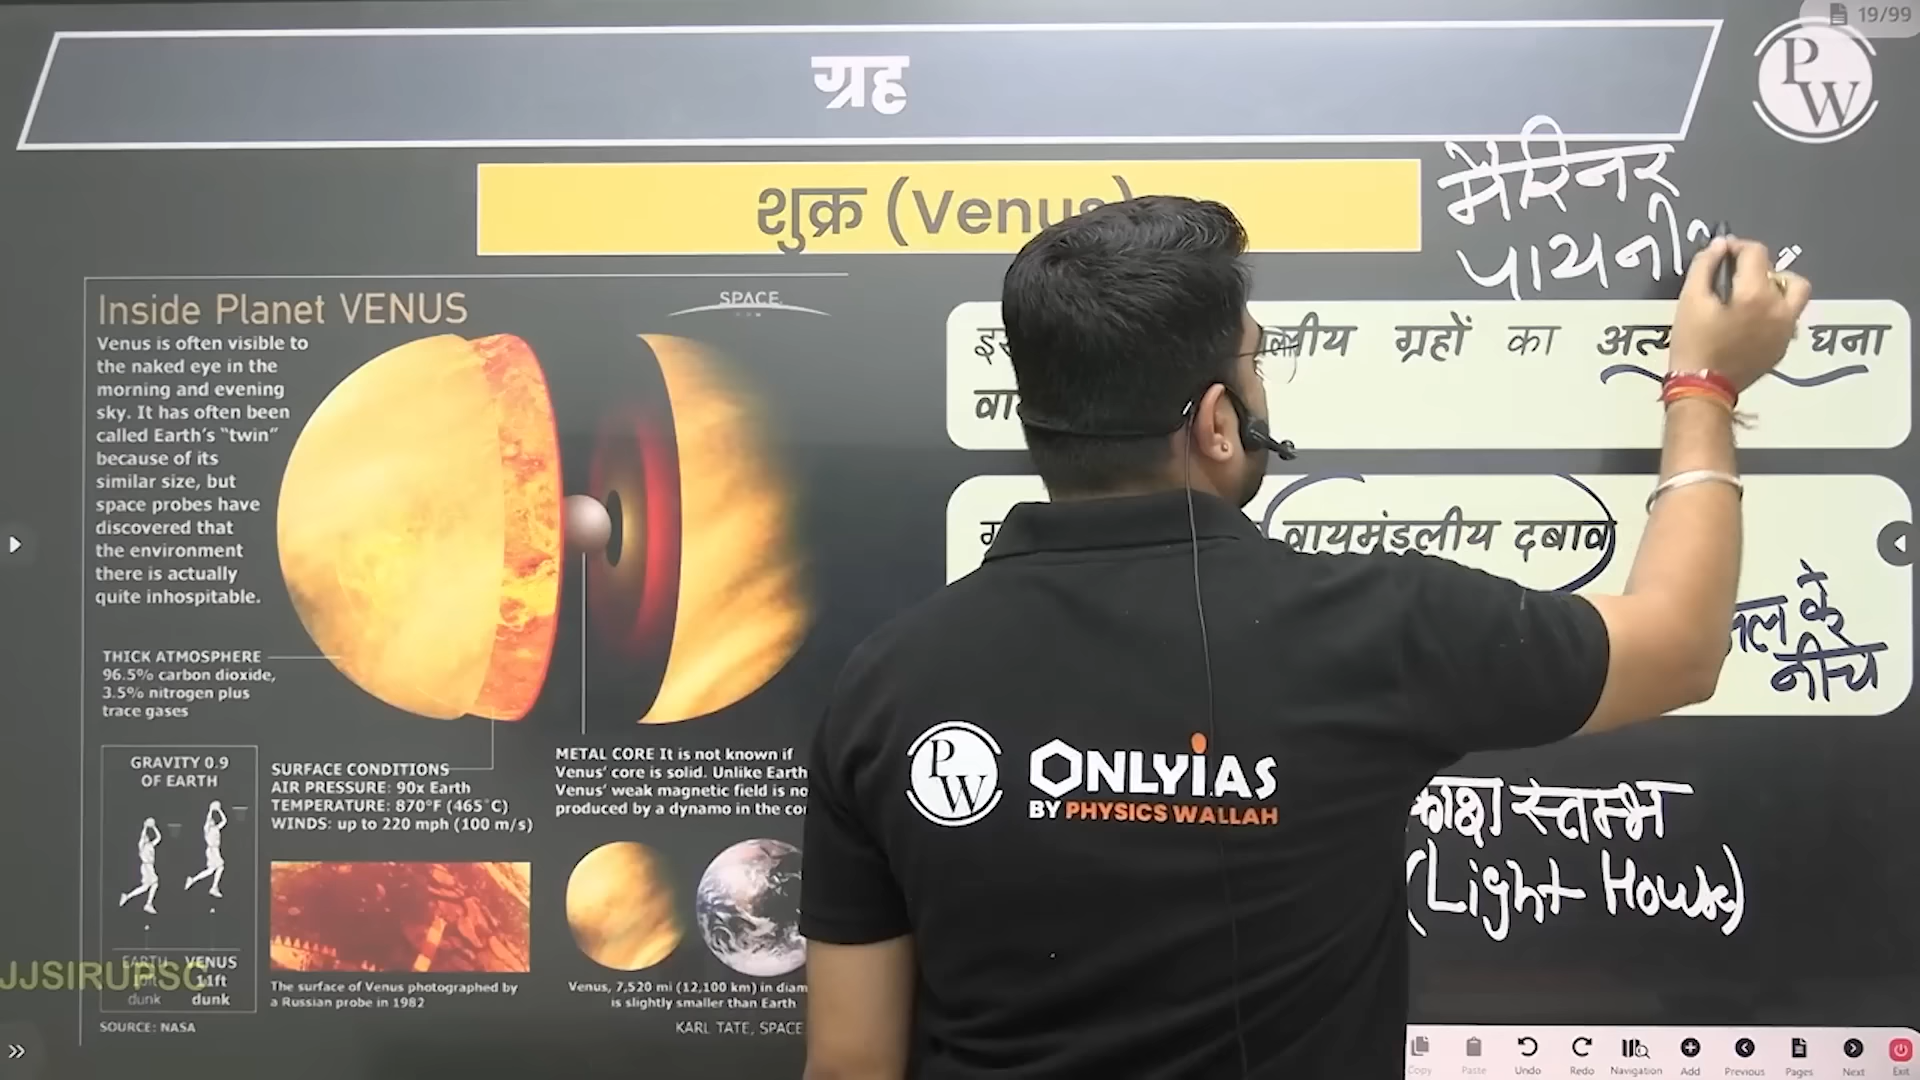 19/99
ग्रह
PW
मैरिनर
शुक्र (Venus)
Inside Planet VENUS
SPACE
Venus is often visible to
the naked eye in the
morning and evening
sky. It has often been
called Earth's "twin"
because of its
similar size, but
space probes have
discovered that
the environment
there is actually
quite inhospitable.
ग्रहों का घना
वायमंडलीय दबाव
के
नीचे
THICK ATMOSPHERE
96.5% carbon dioxide,
3.5% nitrogen plus
trace gases
GRAVITY 0.9
OF EARTH
EARTH VENUS
10ft 11ft
dunk dunk
SURFACE CONDITIONS
AIR PRESSURE: 90x Earth
TEMPERATURE: 870°F (465°C)
WINDS: up to 220 mph (100 m/s)
METAL CORE It is not known if
Venus' core is solid. Unlike Earth
Venus' weak magnetic field is
produced by a dynamo in the
The surface of Venus photographed by
a Russian probe in 1982
Venus, 7,520 mi (12,100 km) in
is slightly smaller than Earth
SOURCE: NASA
KARL TATE, SPACE
JJSIRUPSC
PW ONLYIAS
BY PHYSICS WALLAH
स्तम्भ
(Light House)
Copy Paste Undo Redo Navigation Add Previous Pages Next Exit